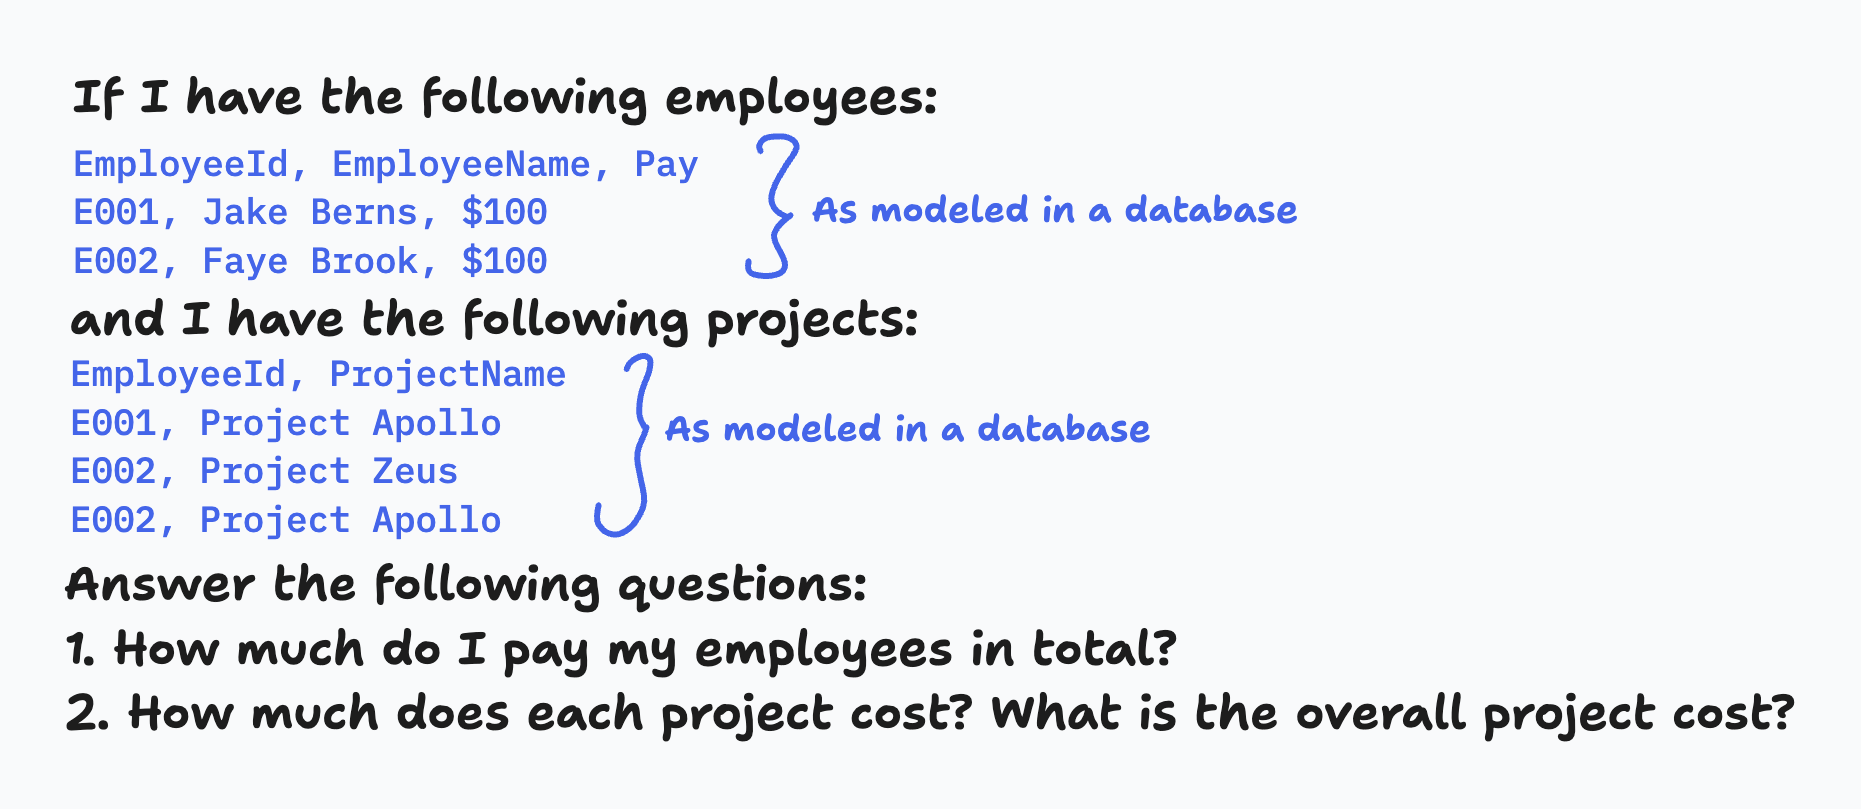 If I have the following employees:
EmployeeId, EmployeeName, Pay
E001, Jake Berns, $100
E002, Faye Brook, $100
As modeled in a database
and I have the following projects:
EmployeeId, ProjectName
E001, Project Apollo
E002, Project Zeus
E002, Project Apollo
As modeled in a database
Answer the following questions:
1. How much do I pay my employees in total?
2. How much does each project cost? What is the overall project cost?